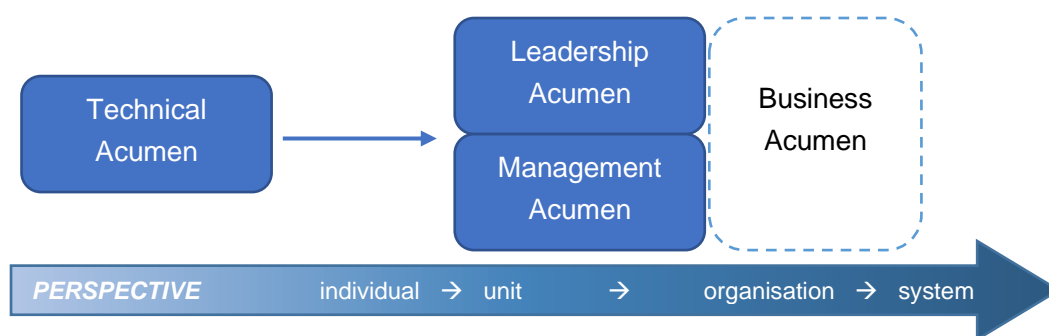 Technical
Acumen
Leadership
Acumen
Management
Acumen
Business
Acumen
PERSPECTIVE individual → unit → organisation → system